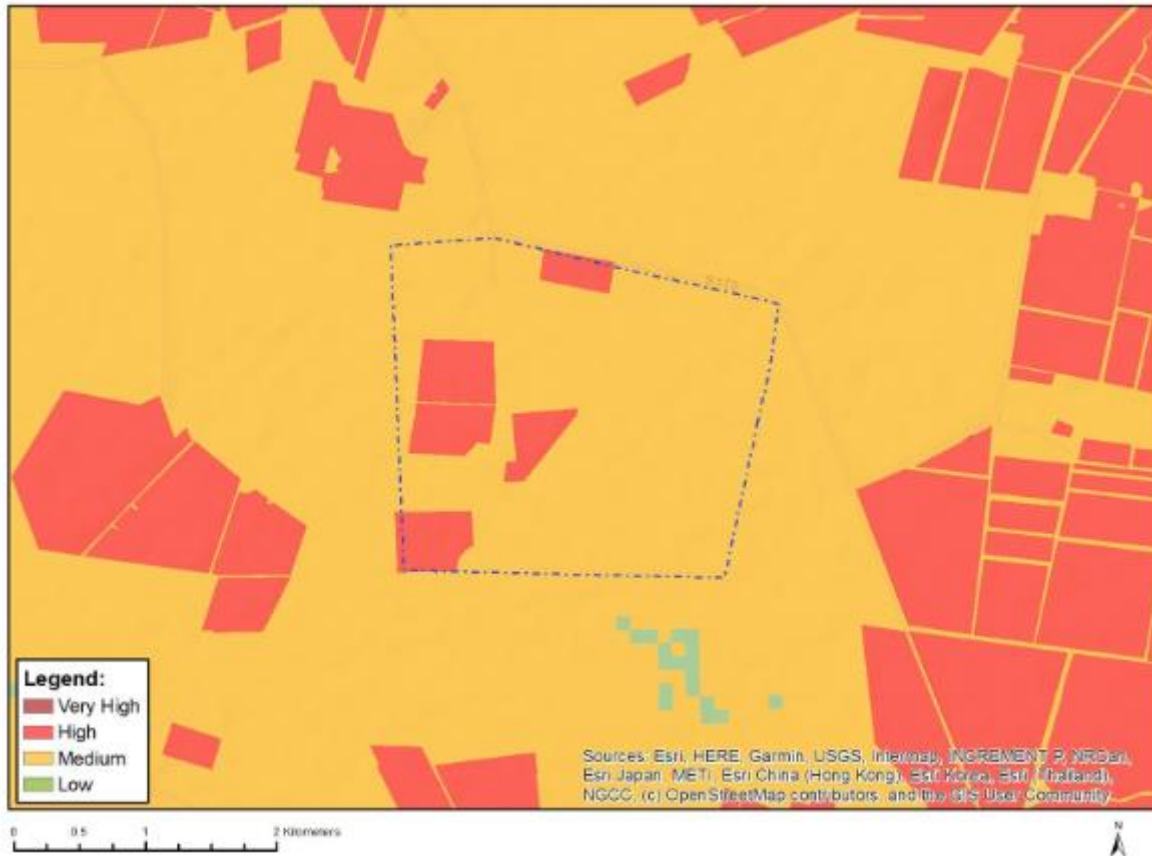 Legend:
Very High
High
Medium
Low
Sources: Esri, HERE, Garmin, USGS, Intermap, INCREMENT P, NRCan,
Esri Japan, METI, Esri China (Hong Kong), Esri Korea, Esri (Thailand),
NGCC, (c) OpenStreetMap contributors, and the GIS User Community
0 0.5 1 2 Kilometers
N